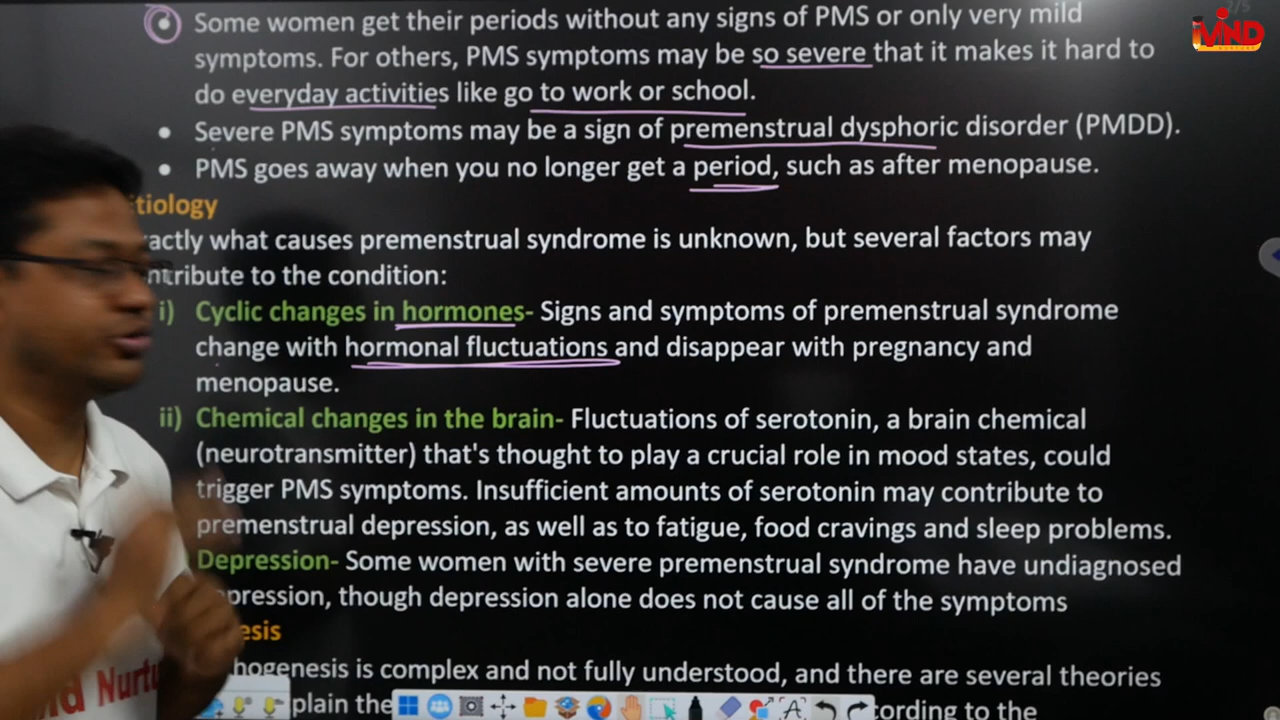 2/5
MIND
Some women get their periods without any signs of PMS or only very mild
symptoms. For others, PMS symptoms may be so severe that it makes it hard to
do everyday activities like go to work or school.
• Severe PMS symptoms may be a sign of premenstrual dysphoric disorder (PMDD).
• PMS goes away when you no longer get a period, such as after menopause.
tiology
actly what causes premenstrual syndrome is unknown, but several factors may
ntribute to the condition:
i) Cyclic changes in hormones- Signs and symptoms of premenstrual syndrome
change with hormonal fluctuations and disappear with pregnancy and
menopause.
ii) Chemical changes in the brain- Fluctuations of serotonin, a brain chemical
(neurotransmitter) that's thought to play a crucial role in mood states, could
trigger PMS symptoms. Insufficient amounts of serotonin may contribute to
premenstrual depression, as well as to fatigue, food cravings and sleep problems.
Depression- Some women with severe premenstrual syndrome have undiagnosed
pression, though depression alone does not cause all of the symptoms
esis
hogenesis is complex and not fully understood, and there are several theories
plain the
cording to the
nd Nurtu